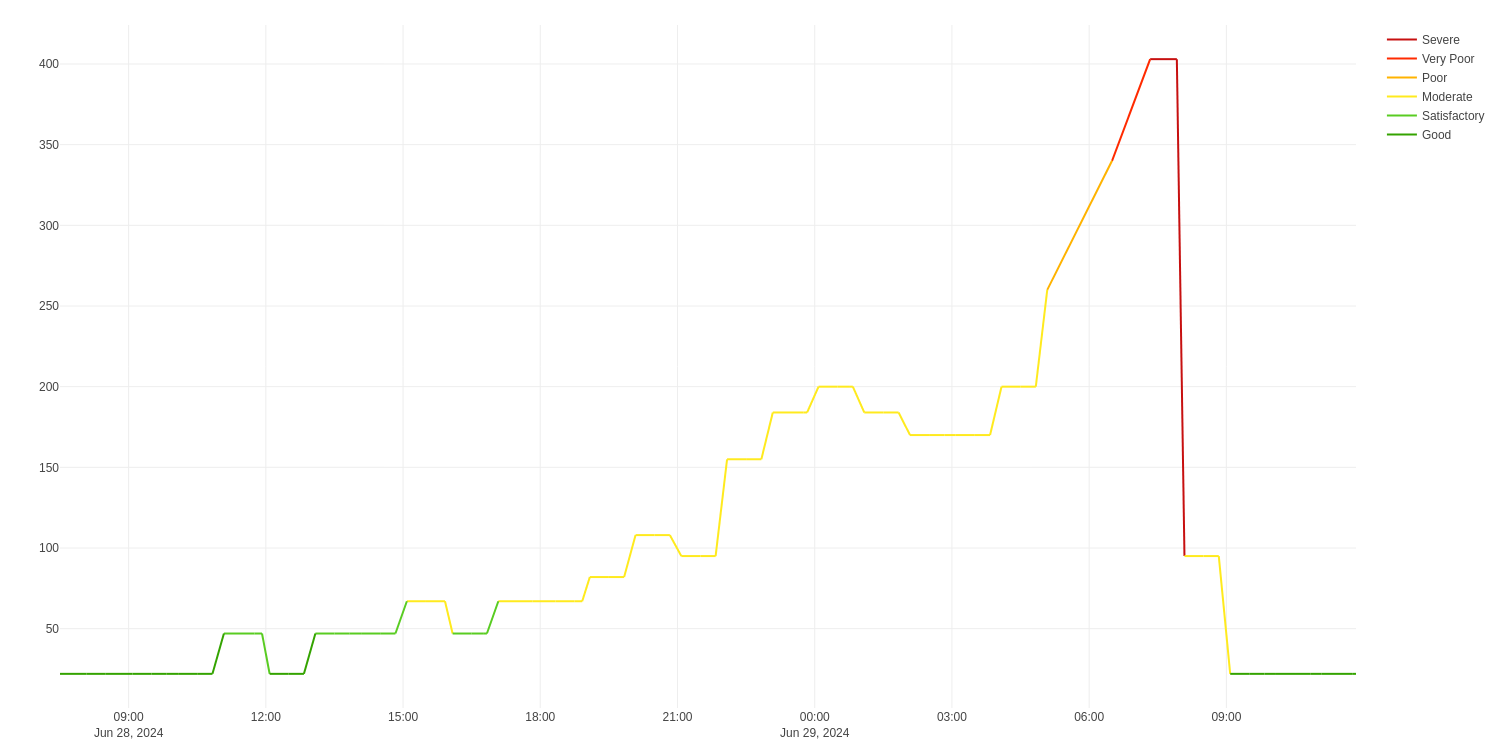 400
350
300
250
200
150
100
50
09:00
12:00
15:00
18:00
21:00
00:00
03:00
06:00
09:00
Jun 28, 2024
Jun 29, 2024
Severe
Very Poor
Poor
Moderate
Satisfactory
Good